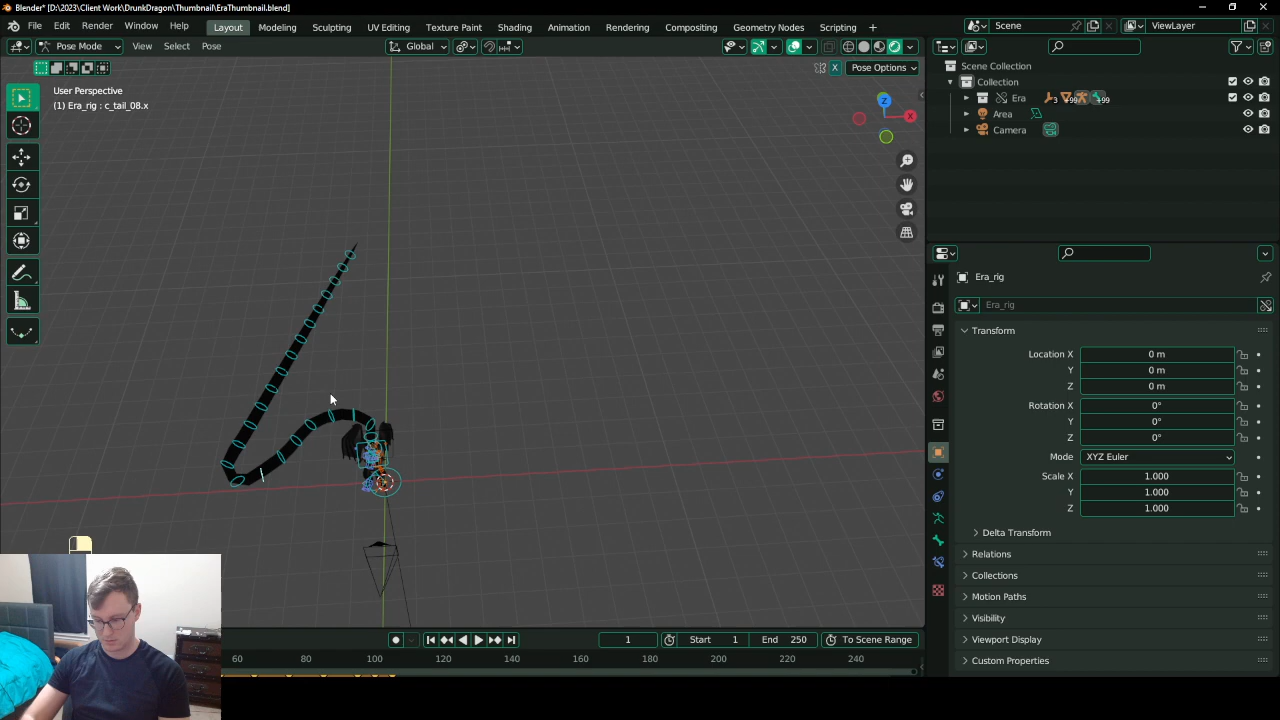 Blender* [D:\2023\Client Work\DrunkDragon\Thumbnail\EraThumbnail.blend]
File Edit Render Window Help Layout Modeling Sculpting UV Editing Texture Paint Shading Animation Rendering Compositing Geometry Nodes Scripting + Scene ViewLayer
Pose Mode View Select Pose Global
X Pose Options
User Perspective
(1) Era_rig : c_tail_08.x
Z
X
Scene Collection
Collection
Era 3 +99 +99
Area
Camera
Era_rig
Era_rig
Transform
Location X 0 m
Y 0 m
Z 0 m
Rotation X 0°
Y 0°
Z 0°
Mode XYZ Euler
Scale X 1.000
Y 1.000
Z 1.000
Delta Transform
Relations
Collections
Motion Paths
Visibility
Viewport Display
Custom Properties
1 Start 1 End 250 To Scene Range
60 80 100 120 140 160 180 200 220 240